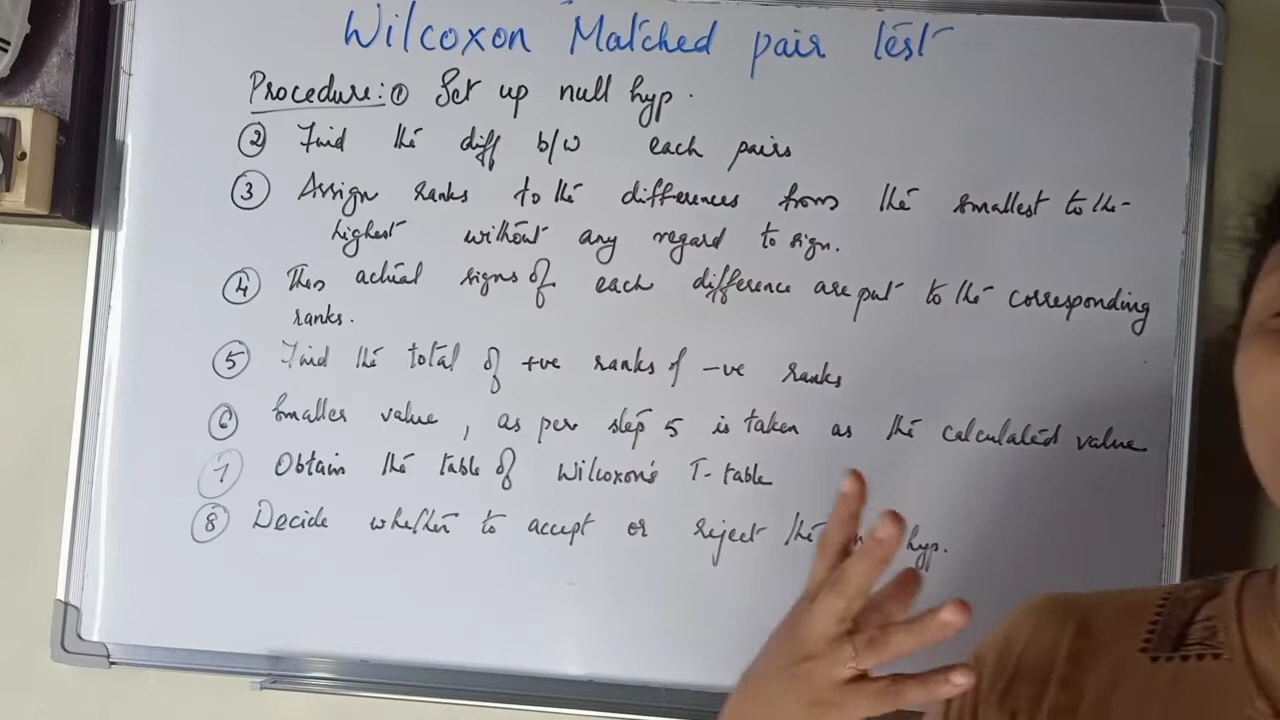 Wilcoxon Matched pair test
Procedure: ① Set up null hyp.
② Find the diff b/w each pairs
③ Assign ranks to the differences from the smallest to the
highest without any regard to sign.
④ Then actual signs of each difference are put to the corresponding
ranks.
⑤ Find the total of +ve ranks of -ve ranks
⑥ Smaller value, as per step 5 is taken as the calculated value
⑦ Obtain the table of Wilcoxon's T-table
⑧ Decide whether to accept or reject the hyp.